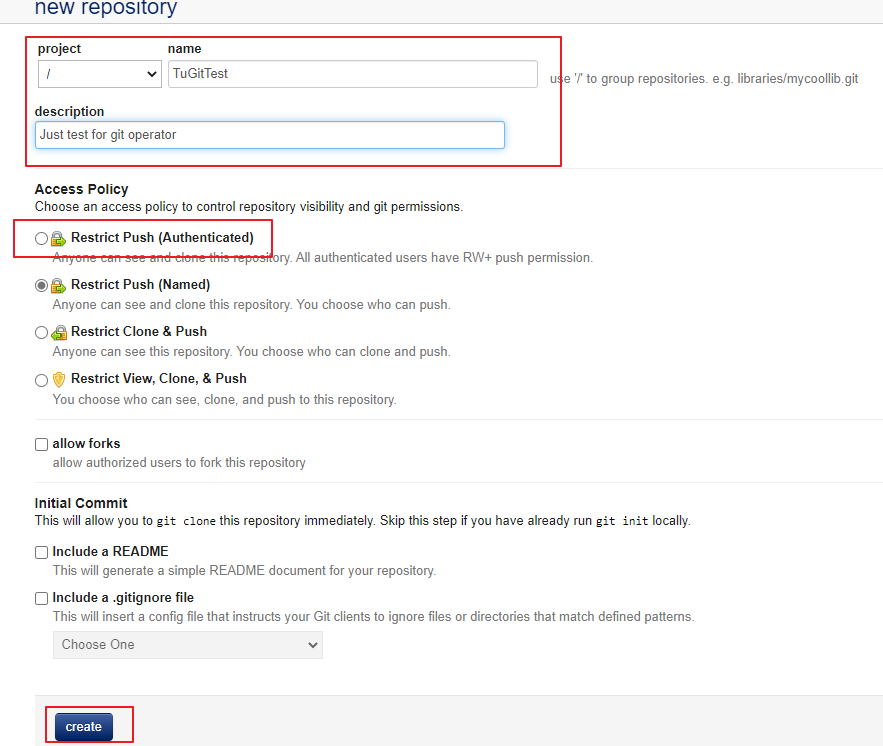 new repository
project name
/ TuGitTest use '/' to group repositories. e.g. libraries/mycoollib.git
description
Just test for git operator
Access Policy
Choose an access policy to control repository visibility and git permissions.
Restrict Push (Authenticated)
Anyone can see and clone this repository. All authenticated users have RW+ push permission.
Restrict Push (Named)
Anyone can see and clone this repository. You choose who can push.
Restrict Clone & Push
Anyone can see this repository. You choose who can clone and push.
Restrict View, Clone, & Push
You choose who can see, clone, and push to this repository.
allow forks
allow authorized users to fork this repository
Initial Commit
This will allow you to git clone this repository immediately. Skip this step if you have already run git init locally.
Include a README
This will generate a simple README document for your repository.
Include a .gitignore file
This will insert a config file that instructs your Git clients to ignore files or directories that match defined patterns.
Choose One
create